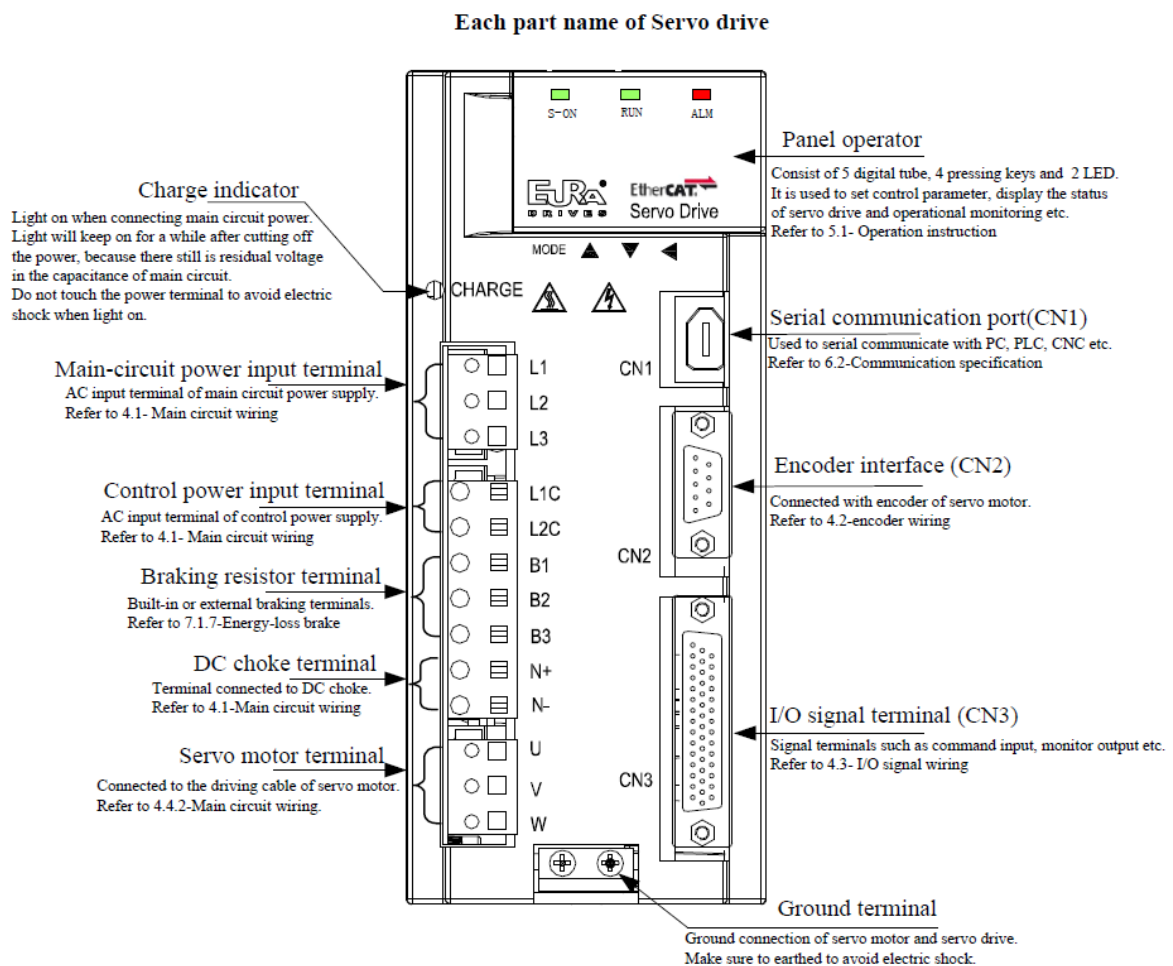 Each part name of Servo drive
S-ON
RUN
ALM
EURA
DRIVES
EtherCAT
Servo Drive
MODE
CHARGE
Charge indicator
Light on when connecting main circuit power.
Light will keep on for a while after cutting off
the power, because there still is residual voltage
in the capacitance of main circuit.
Do not touch the power terminal to avoid electric
shock when light on.
Main-circuit power input terminal
AC input terminal of main circuit power supply.
Refer to 4.1- Main circuit wiring
Control power input terminal
AC input terminal of control power supply.
Refer to 4.1- Main circuit wiring
Braking resistor terminal
Built-in or external braking terminals.
Refer to 7.1.7-Energy-loss brake
DC choke terminal
Terminal connected to DC choke.
Refer to 4.1-Main circuit wiring
Servo motor terminal
Connected to the driving cable of servo motor.
Refer to 4.4.2-Main circuit wiring.
L1
L2
L3
L1C
L2C
B1
B2
B3
N+
N-
U
V
W
CN1
CN2
CN3
Panel operator
Consist of 5 digital tube, 4 pressing keys and 2 LED.
It is used to set control parameter, display the status
of servo drive and operational monitoring etc.
Refer to 5.1- Operation instruction
Serial communication port(CN1)
Used to serial communicate with PC, PLC, CNC etc.
Refer to 6.2-Communication specification
Encoder interface (CN2)
Connected with encoder of servo motor.
Refer to 4.2-encoder wiring
I/O signal terminal (CN3)
Signal terminals such as command input, monitor output etc.
Refer to 4.3- I/O signal wiring
Ground terminal
Ground connection of servo motor and servo drive.
Make sure to earthed to avoid electric shock.